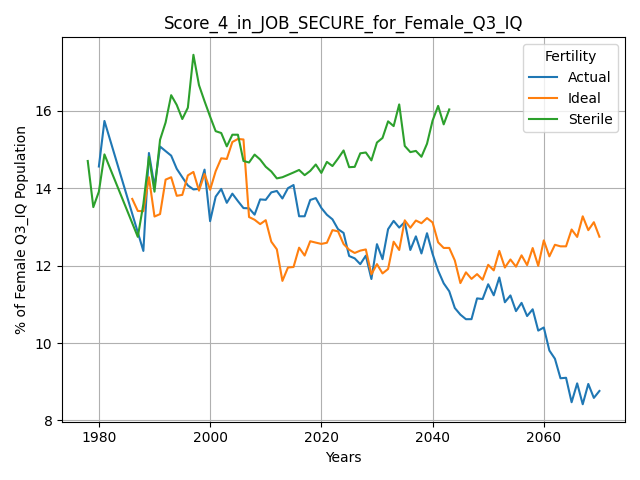 Score_4_in_JOB_SECURE_for_Female_Q3_IQ
Fertility
Actual
Ideal
Sterile
% of Female Q3_IQ Population
16
14
12
10
8
1980
2000
2020
2040
2060
Years